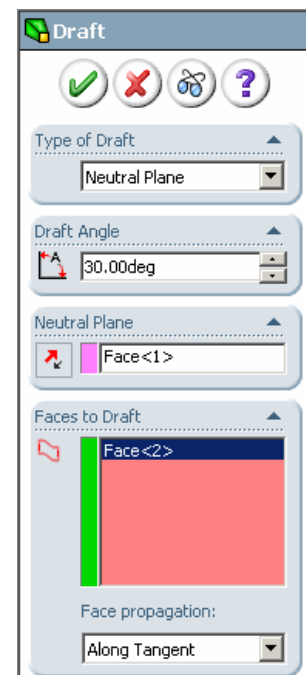 Draft
?
Type of Draft
Neutral Plane
Draft Angle
A
30.00deg
Neutral Plane
Face<1>
Faces to Draft
Face<2>
Face propagation:
Along Tangent